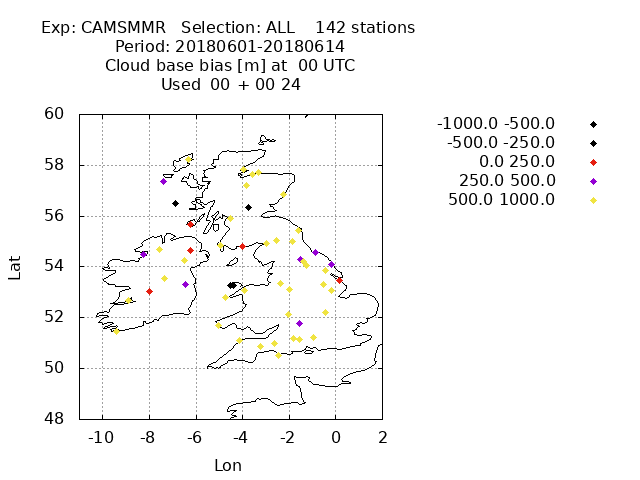 Exp: CAMSMMR   Selection: ALL    142 stations
Period: 20180601-20180614
Cloud base bias [m] at  00 UTC
Used  00 + 00 24
-1000.0 -500.0
-500.0 -250.0
0.0 250.0
250.0 500.0
500.0 1000.0
60
58
56
54
52
50
48
Lat
-10 -8 -6 -4 -2 0 2
Lon